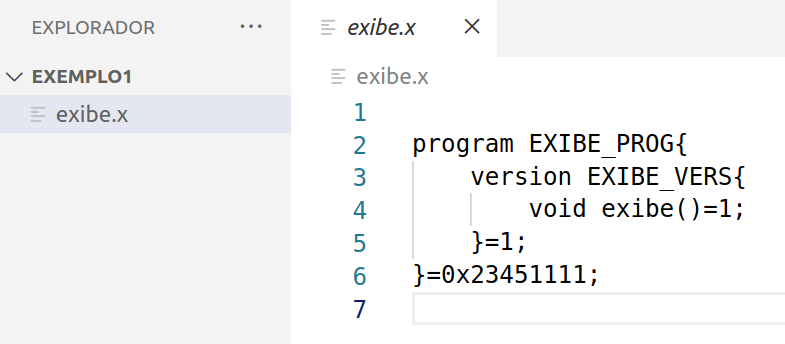 EXPLORADOR ···
EXEMPLO1
exibe.x
exibe.x ×
exibe.x
1
2 program EXIBE_PROG{
3 version EXIBE_VERS{
4 void exibe()=1;
5 }=1;
6 }=0x23451111;
7